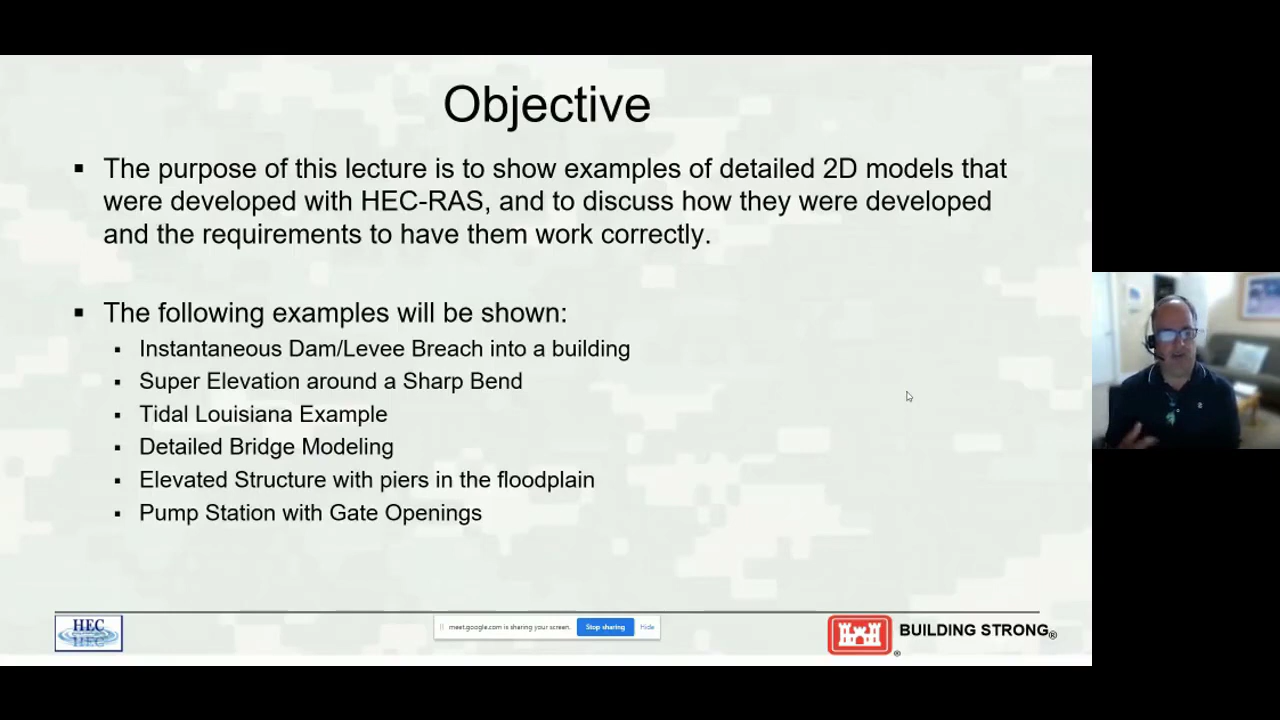 Objective
▪ The purpose of this lecture is to show examples of detailed 2D models that
were developed with HEC-RAS, and to discuss how they were developed
and the requirements to have them work correctly.
▪ The following examples will be shown:
▪ Instantaneous Dam/Levee Breach into a building
▪ Super Elevation around a Sharp Bend
▪ Tidal Louisiana Example
▪ Detailed Bridge Modeling
▪ Elevated Structure with piers in the floodplain
▪ Pump Station with Gate Openings
HEC
meet.google.com is sharing your screen. Stop sharing Hide
® BUILDING STRONG®